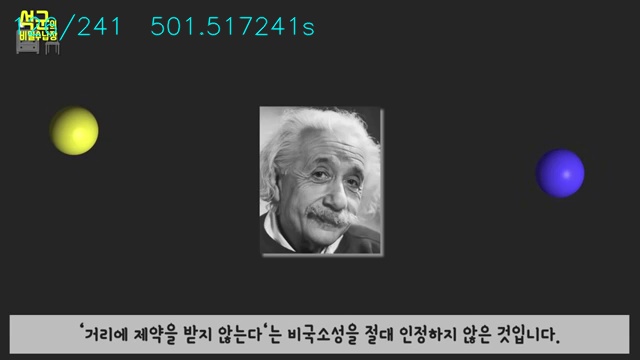 석군의
비밀수납장
/241 501.517241s
'거리에 제약을 받지 않는다'는 비국소성을 절대 인정하지 않은 것입니다.